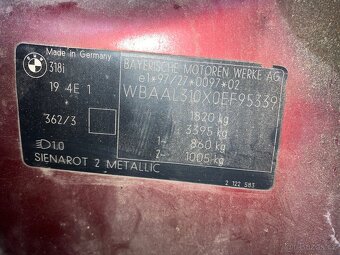 Made in Germany
BMW
318i
BAYERISCHE MOTOREN WERKE AG
e1*97/27*0097*02
WBAAL310X0EF95339
19 4E 1
1820 kg
3395 kg
362/3
1- 860 kg
2- 1005 kg
1.0
SIENAROT 2 METALLIC
2 122 583